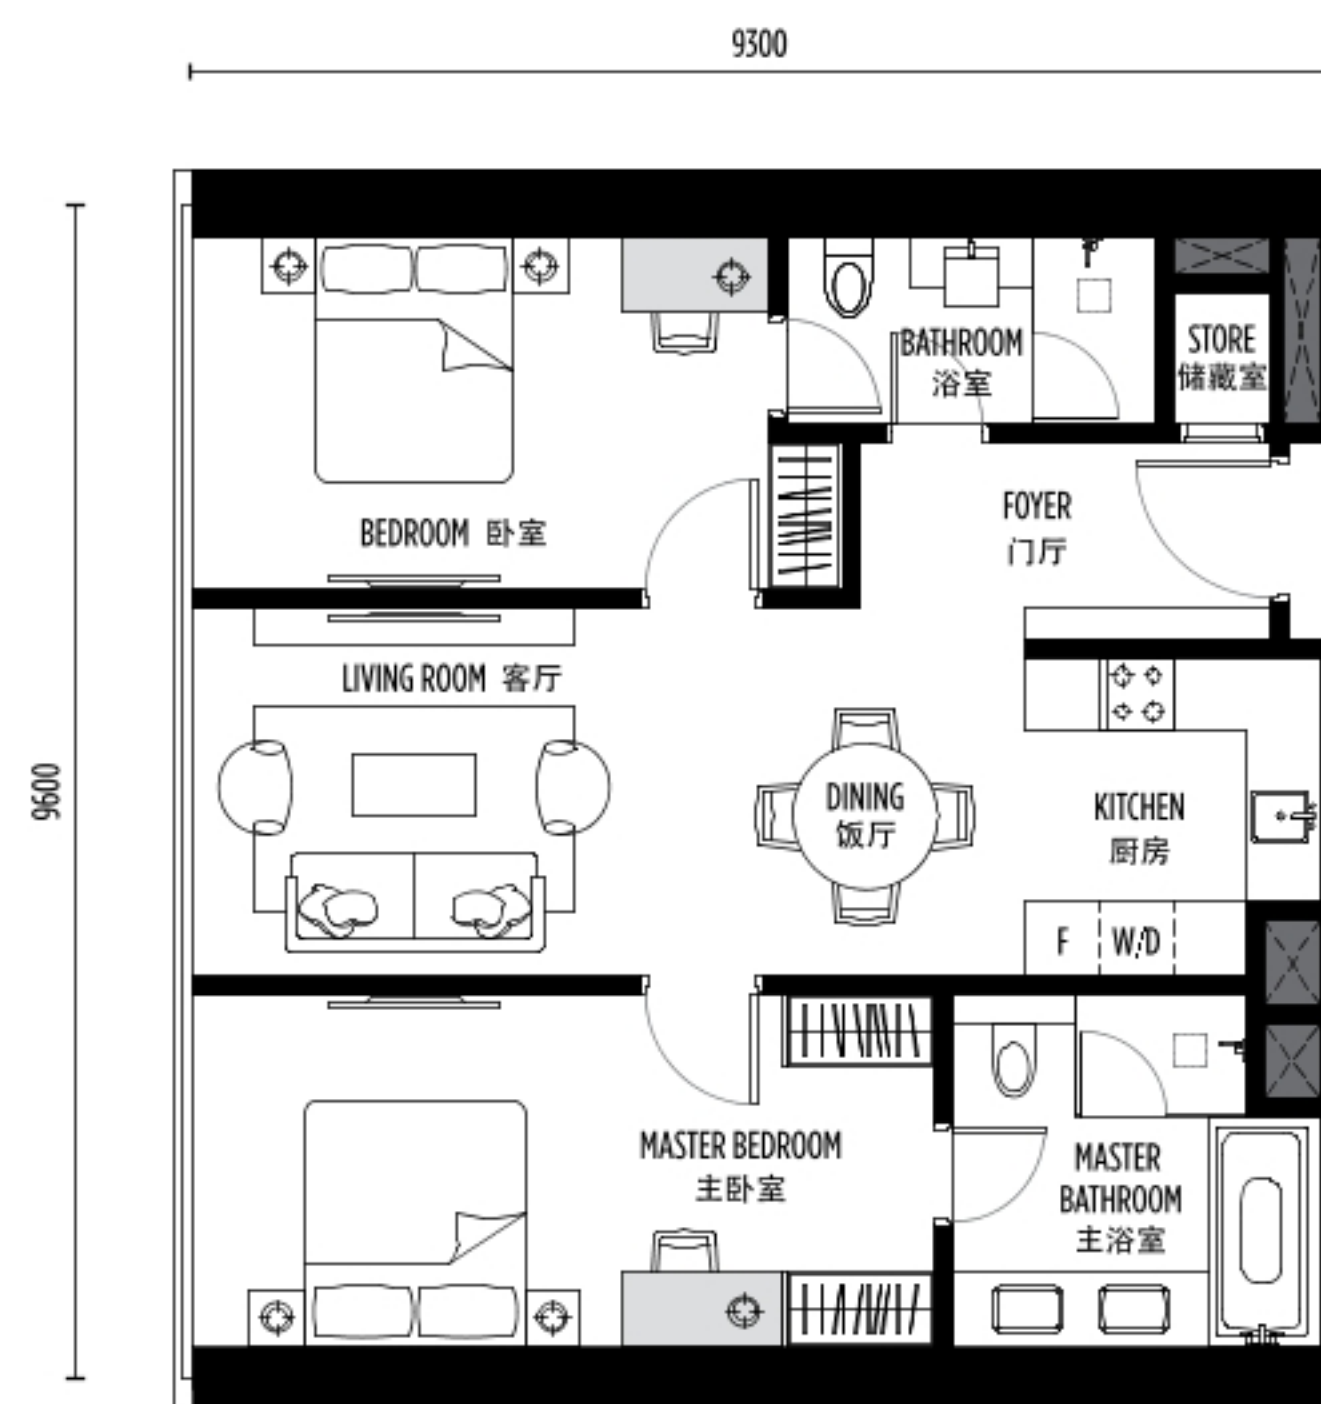 9300
BATHROOM
浴室
STORE
储藏室
FOYER
门厅
BEDROOM 卧室
LIVING ROOM 客厅
9600
DINING
饭厅
KITCHEN
厨房
F W/D
MASTER BEDROOM
主卧室
MASTER
BATHROOM
主浴室